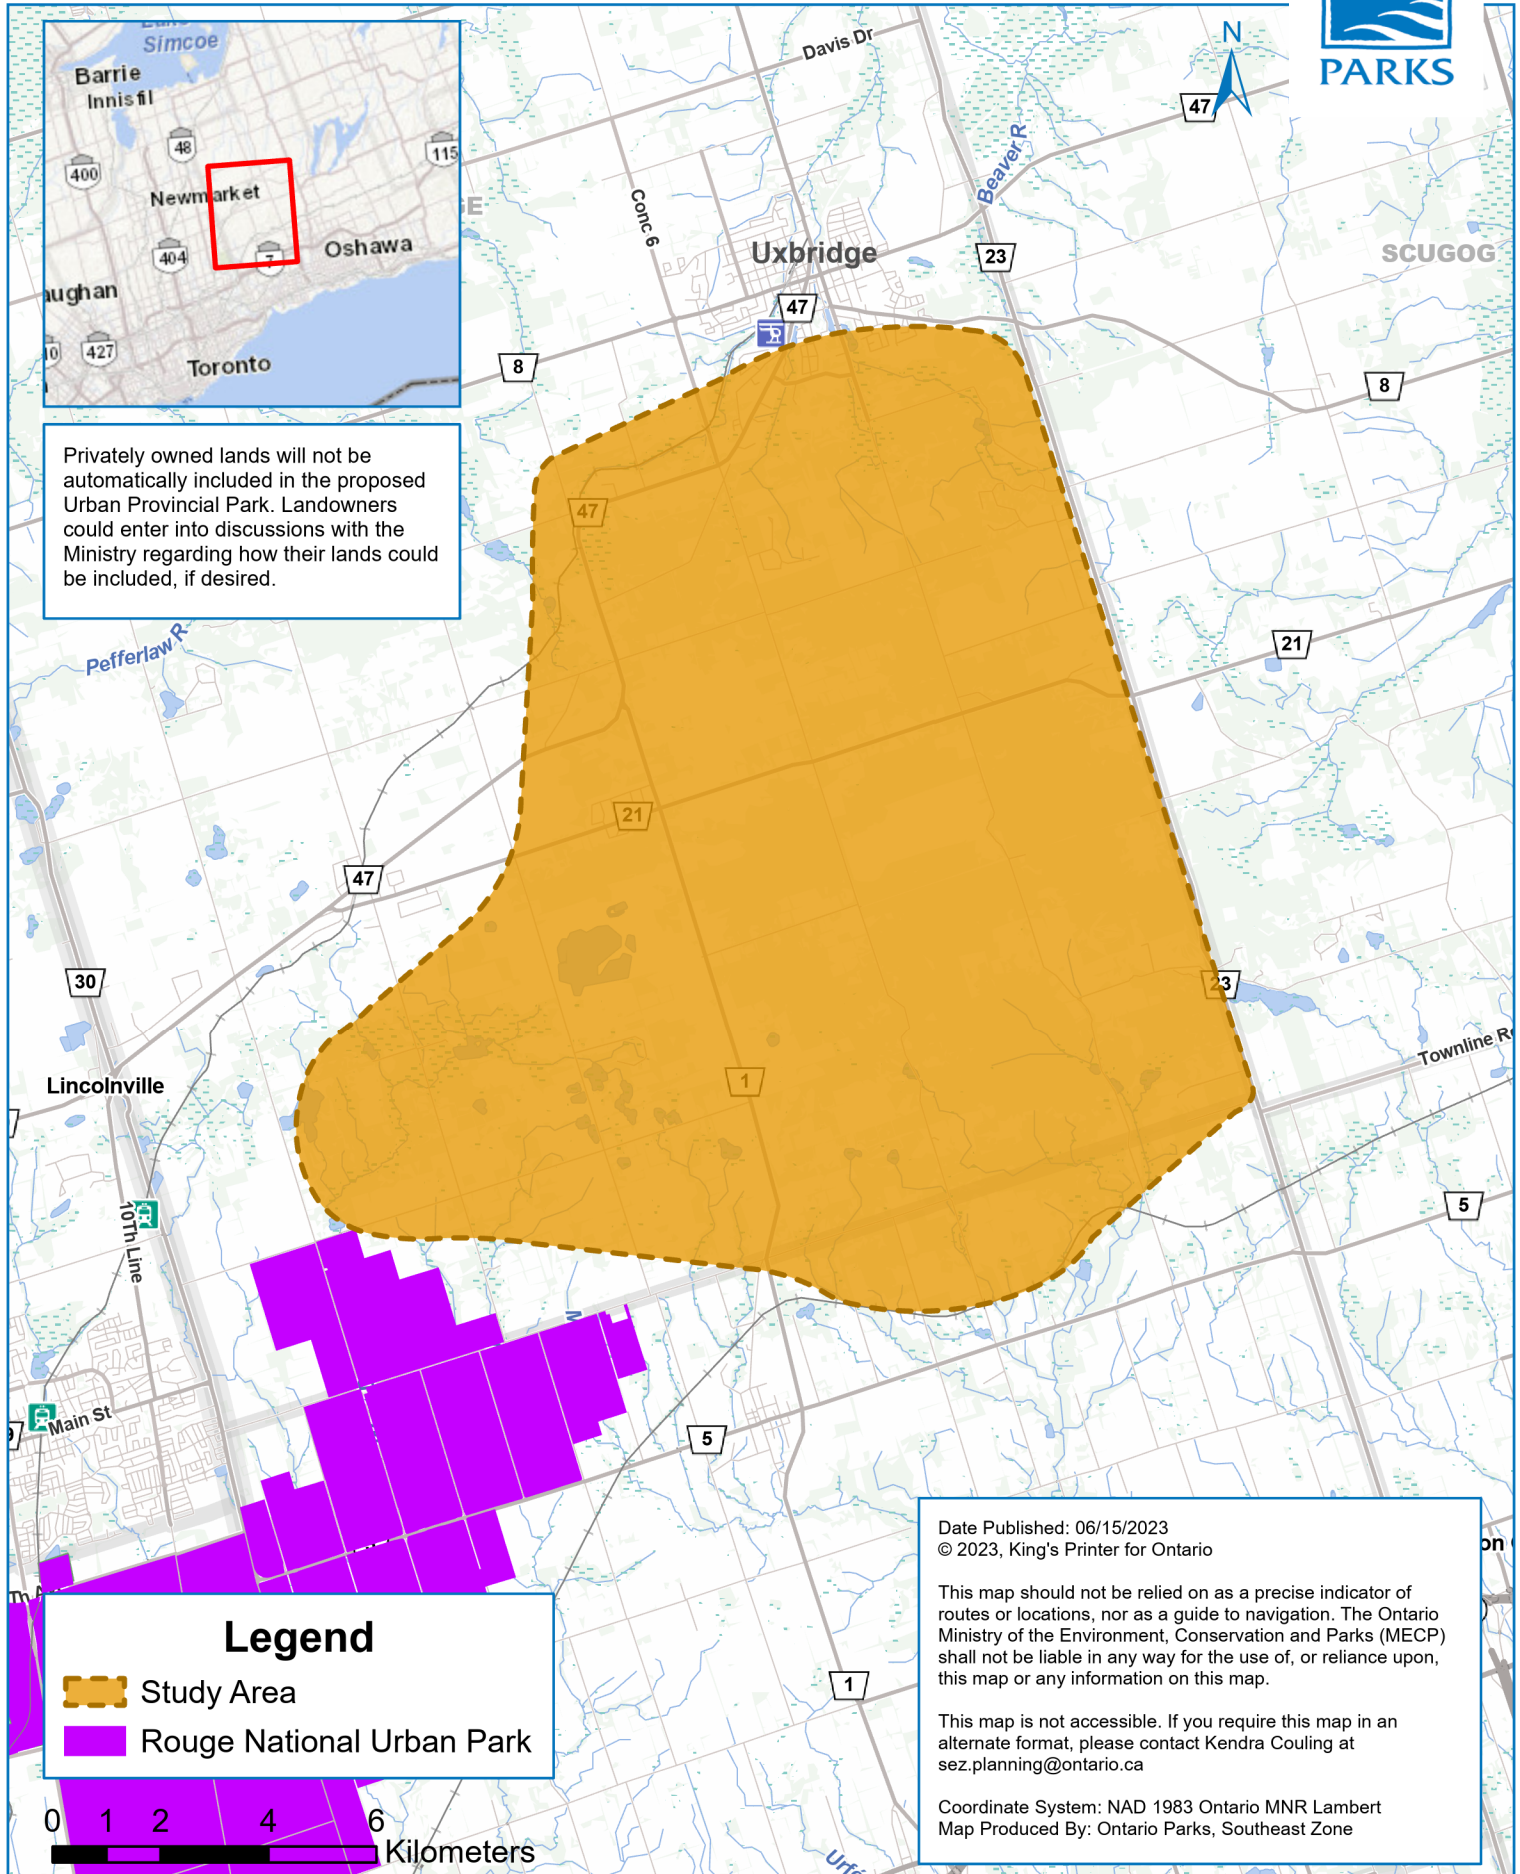 PARKS
N
Simcoe
Barrie
Innisfil
48
400
115
Newmarket
404
7
Oshawa
aughan
427
Toronto
Davis Dr
47
Beaver R
Conc 6
Uxbridge
23
SCUGOG
47
8
8
Privately owned lands will not be
automatically included in the proposed
Urban Provincial Park. Landowners
could enter into discussions with the
Ministry regarding how their lands could
be included, if desired.
47
Pefferlaw R
21
21
47
30
23
Townline R
Lincolnville
1
10Th Line
5
Main St
5
1
on
Legend
Study Area
Rouge National Urban Park
0 1 2 4 6
Kilometers
Date Published: 06/15/2023
© 2023, King's Printer for Ontario
This map should not be relied on as a precise indicator of
routes or locations, nor as a guide to navigation. The Ontario
Ministry of the Environment, Conservation and Parks (MECP)
shall not be liable in any way for the use of, or reliance upon,
this map or any information on this map.
This map is not accessible. If you require this map in an
alternate format, please contact Kendra Couling at
sez.planning@ontario.ca
Coordinate System: NAD 1983 Ontario MNR Lambert
Map Produced By: Ontario Parks, Southeast Zone